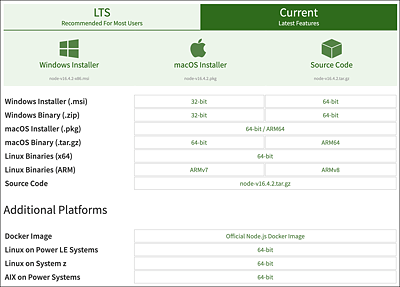 LTS
Recommended For Most Users
Current
Latest Features
Windows Installer
node-v16.4.2-x86.msi
macOS Installer
node-v16.4.2.pkg
Source Code
node-v16.4.2.tar.gz
Windows Installer (.msi) 32-bit 64-bit
Windows Binary (.zip) 32-bit 64-bit
macOS Installer (.pkg) 64-bit / ARM64
macOS Binary (.tar.gz) 64-bit ARM64
Linux Binaries (x64) 64-bit
Linux Binaries (ARM) ARMv7 ARMv8
Source Code node-v16.4.2.tar.gz
Additional Platforms
Docker Image Official Node.js Docker Image
Linux on Power LE Systems 64-bit
Linux on System z 64-bit
AIX on Power Systems 64-bit